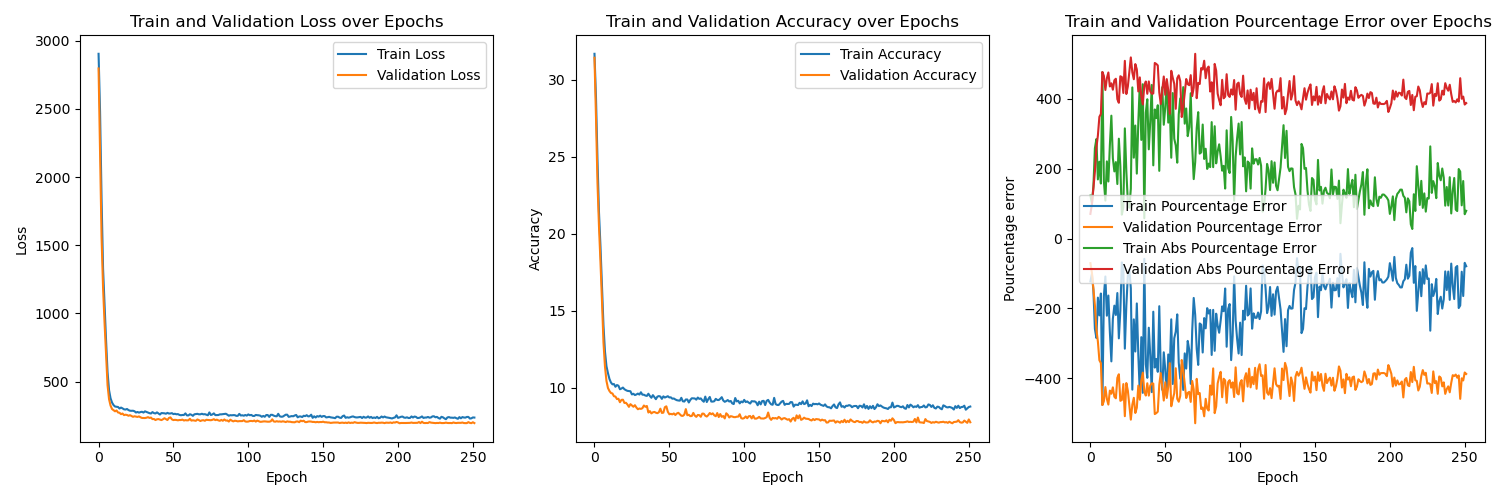 Train and Validation Loss over Epochs
3000
2500
2000
1500
1000
500
Loss
0
50
100
150
200
250
Epoch
Train Loss
Validation Loss
Train and Validation Accuracy over Epochs
30
25
20
15
10
Accuracy
0
50
100
150
200
250
Epoch
Train Accuracy
Validation Accuracy
Train and Validation Pourcentage Error over Epochs
400
200
0
−200
−400
Pourcentage error
0
50
100
150
200
250
Epoch
Train Pourcentage Error
Validation Pourcentage Error
Train Abs Pourcentage Error
Validation Abs Pourcentage Error